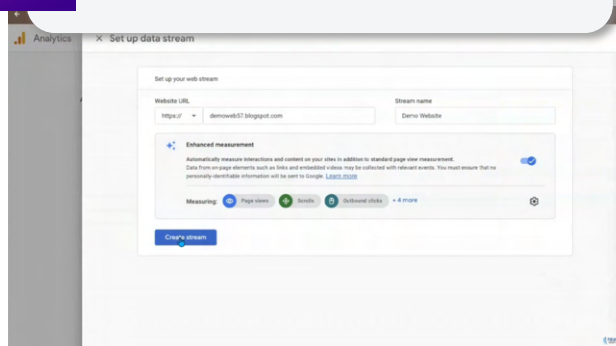 Analytics
× Set up data stream
Set up your web stream
Website URL
Stream name
https://
demoweb57.blogspot.com
Demo Website
Enhanced measurement
Automatically measure interactions and content on your sites in addition to standard page view measurement.
Data from on-page elements such as links and embedded videos may be collected with relevant events. You must ensure that no
personally-identifiable information will be sent to Google. Learn more
Measuring:
Page views
Scrolls
Outbound clicks
+ 4 more
Create stream